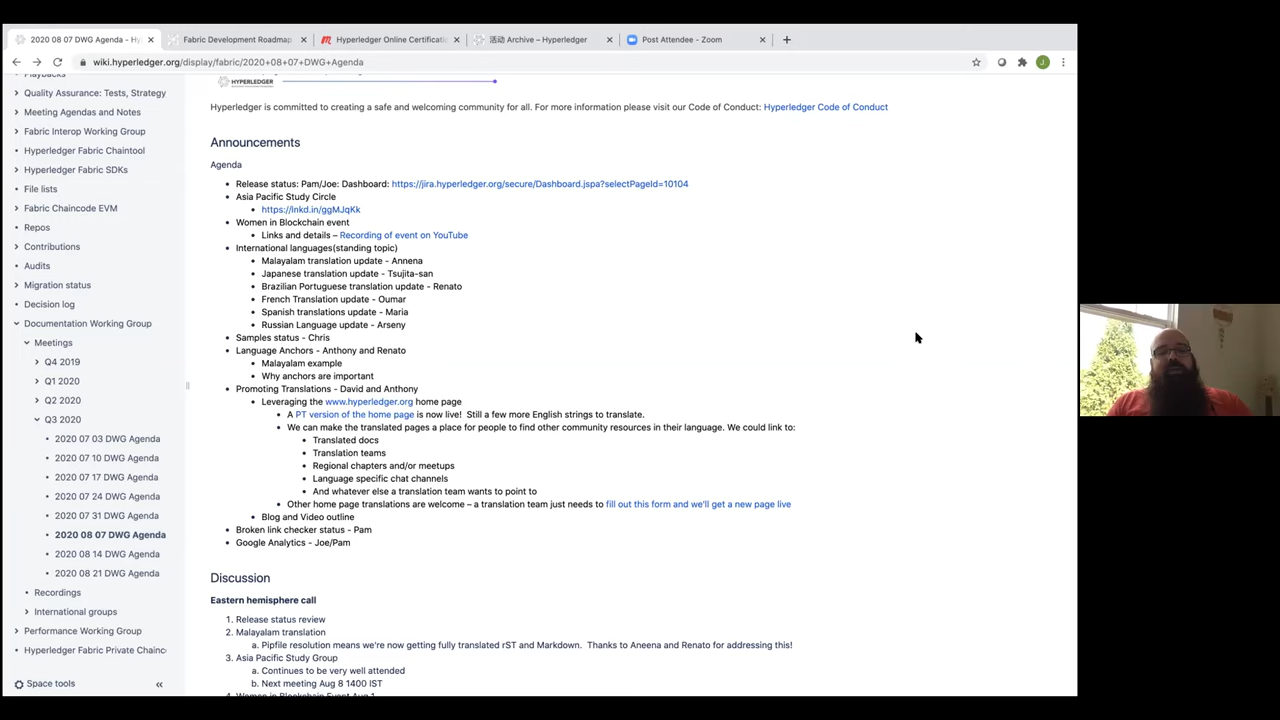 2020 08 07 DWG Agenda - Hy
Fabric Development Roadmap
Hyperledger Online Certificatio
活动 Archive – Hyperledger
Post Attendee - Zoom
wiki.hyperledger.org/display/fabric/2020+08+07+DWG+Agenda
J
Playbacks
Quality Assurance: Tests, Strategy
Meeting Agendas and Notes
Fabric Interop Working Group
Hyperledger Fabric Chaintool
Hyperledger Fabric SDKs
File lists
Fabric Chaincode EVM
Repos
Contributions
Audits
Migration status
Decision log
Documentation Working Group
Meetings
Q4 2019
Q1 2020
Q2 2020
Q3 2020
2020 07 03 DWG Agenda
2020 07 10 DWG Agenda
2020 07 17 DWG Agenda
2020 07 24 DWG Agenda
2020 07 31 DWG Agenda
2020 08 07 DWG Agenda
2020 08 14 DWG Agenda
2020 08 21 DWG Agenda
Recordings
International groups
Performance Working Group
Hyperledger Fabric Private Chainc
Space tools
HYPERLEDGER
Hyperledger is committed to creating a safe and welcoming community for all. For more information please visit our Code of Conduct: Hyperledger Code of Conduct
Announcements
Agenda
Release status: Pam/Joe: Dashboard: https://jira.hyperledger.org/secure/Dashboard.jspa?selectPageId=10104
Asia Pacific Study Circle
https://lnkd.in/ggMJqKk
Women in Blockchain event
Links and details – Recording of event on YouTube
International languages(standing topic)
Malayalam translation update - Annena
Japanese translation update - Tsujita-san
Brazilian Portuguese translation update - Renato
French Translation update - Oumar
Spanish translations update - Maria
Russian Language update - Arseny
Samples status - Chris
Language Anchors - Anthony and Renato
Malayalam example
Why anchors are important
Promoting Translations - David and Anthony
Leveraging the www.hyperledger.org home page
A PT version of the home page is now live! Still a few more English strings to translate.
We can make the translated pages a place for people to find other community resources in their language. We could link to:
Translated docs
Translation teams
Regional chapters and/or meetups
Language specific chat channels
And whatever else a translation team wants to point to
Other home page translations are welcome – a translation team just needs to fill out this form and we'll get a new page live
Blog and Video outline
Broken link checker status - Pam
Google Analytics - Joe/Pam
Discussion
Eastern hemisphere call
1. Release status review
2. Malayalam translation
a. Pipfile resolution means we're now getting fully translated rST and Markdown. Thanks to Aneena and Renato for addressing this!
3. Asia Pacific Study Group
a. Continues to be very well attended
b. Next meeting Aug 8 1400 IST
4. Women in Blockchain Event Aug 1